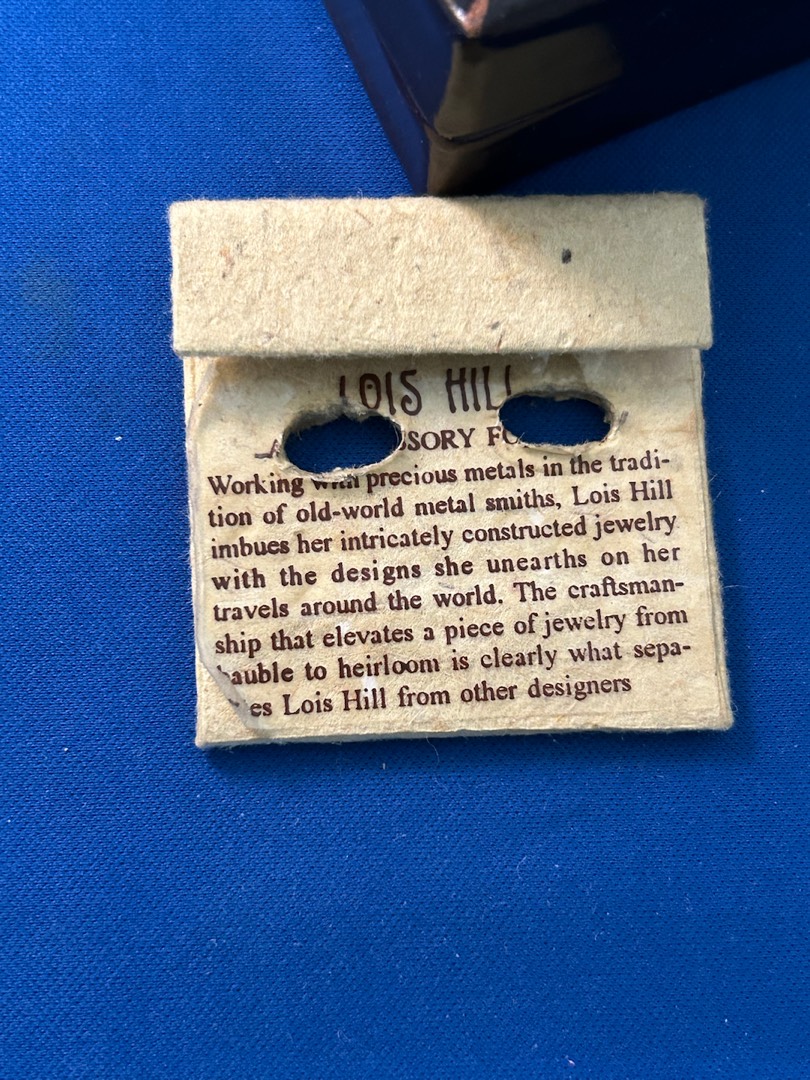 LOIS HILL
Working with precious metals in the tradi-
tion of old-world metal smiths, Lois Hill
imbues her intricately constructed jewelry
with the designs she unearths on her
travels around the world. The craftsman-
ship that elevates a piece of jewelry from
bauble to heirloom is clearly what sepa-
es Lois Hill from other designers